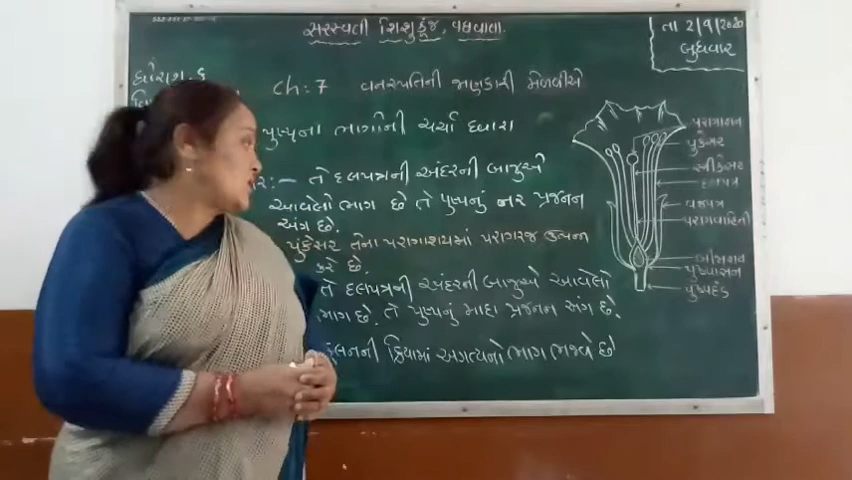 સરસ્વતી શિશુકુંજ, વઘવાલા.
તા 2/9/2020
બુધવાર
ધોરણ - 6
Ch: 7 વનસ્પતિની જાણકારી મેળવીએ
પુષ્પના ભાગોની ચર્ચા દ્વારા
તે દલપત્રની અંદરની બાજુએ
આવેલો ભાગ છે તે પુષ્પનું નર પ્રજનન
અંગ છે.
પુંકેસર તેના પરાગાશયમાં પરાગરજ ઉત્પન્ન
કરે છે.
તે દલપત્રની અંદરની બાજુએ આવેલો
ભાગ છે. તે પુષ્પનું માદા પ્રજનન અંગ છે.
ફલનની ક્રિયામાં અગત્યનો ભાગ ભજવે છે
પરાગાસન
પુંકેસર
સ્ત્રીકેસર
દલપત્ર
વજ્રપત્ર
પરાગવાહિની
બીજાશય
પુષ્પાસન
પુષ્પદંડ